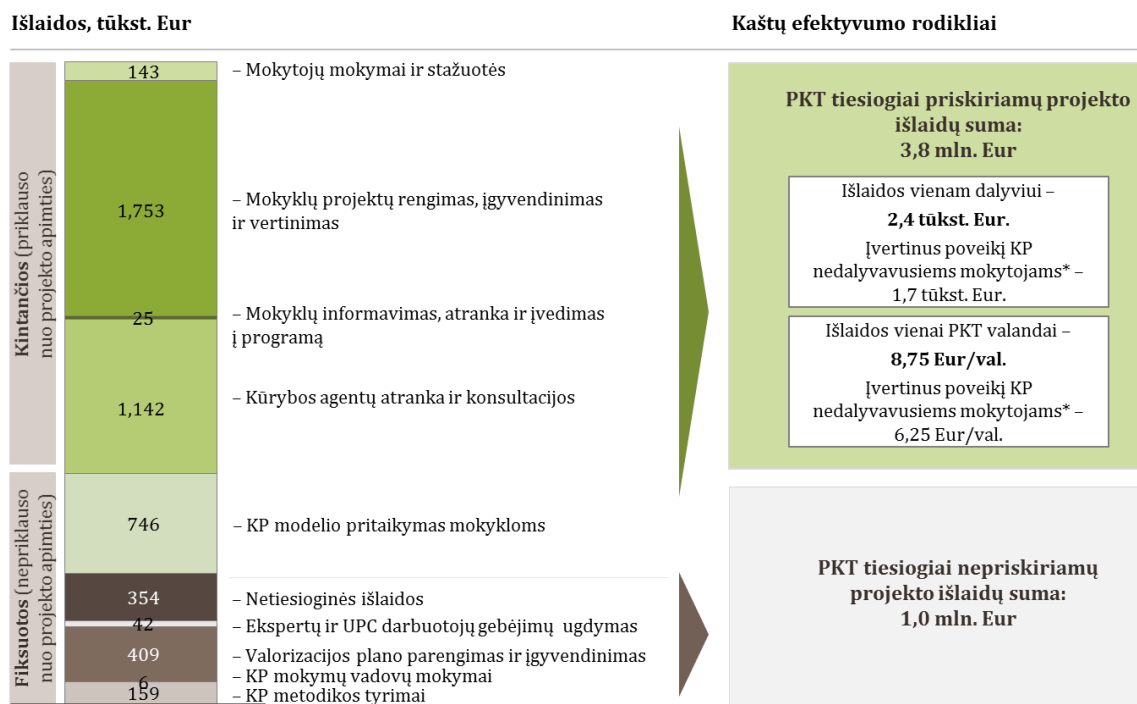 Išlaidos, tūkst. Eur
Kintančios (priklauso
nuo projekto apimties)
143
– Mokytojų mokymai ir stažuotės
1,753
– Mokyklų projektų rengimas, įgyvendinimas
ir vertinimas
25
– Mokyklų informavimas, atranka ir įvedimas
į programą
1,142
– Kūrybos agentų atranka ir konsultacijos
Fiksuotos (nepriklauso
nuo projekto apimties)
746
– KP modelio pritaikymas mokykloms
354
– Netiesioginės išlaidos
42
– Ekspertų ir UPC darbuotojų gebėjimų ugdymas
409
– Valorizacijos plano parengimas ir įgyvendinimas
6
– KP mokymų vadovų mokymai
159
– KP metodikos tyrimai
Kaštų efektyvumo rodikliai
PKT tiesiogiai priskiriamų projekto
išlaidų suma:
3,8 mln. Eur
Išlaidos vienam dalyviui –
2,4 tūkst. Eur.
Įvertinus poveikį KP
nedalyvavusiems mokytojams* –
1,7 tūkst. Eur.
Išlaidos vienai PKT valandai –
8,75 Eur/val.
Įvertinus poveikį KP
nedalyvavusiems mokytojams* –
6,25 Eur/val.
PKT tiesiogiai nepriskiriamų
projekto išlaidų suma:
1,0 mln. Eur